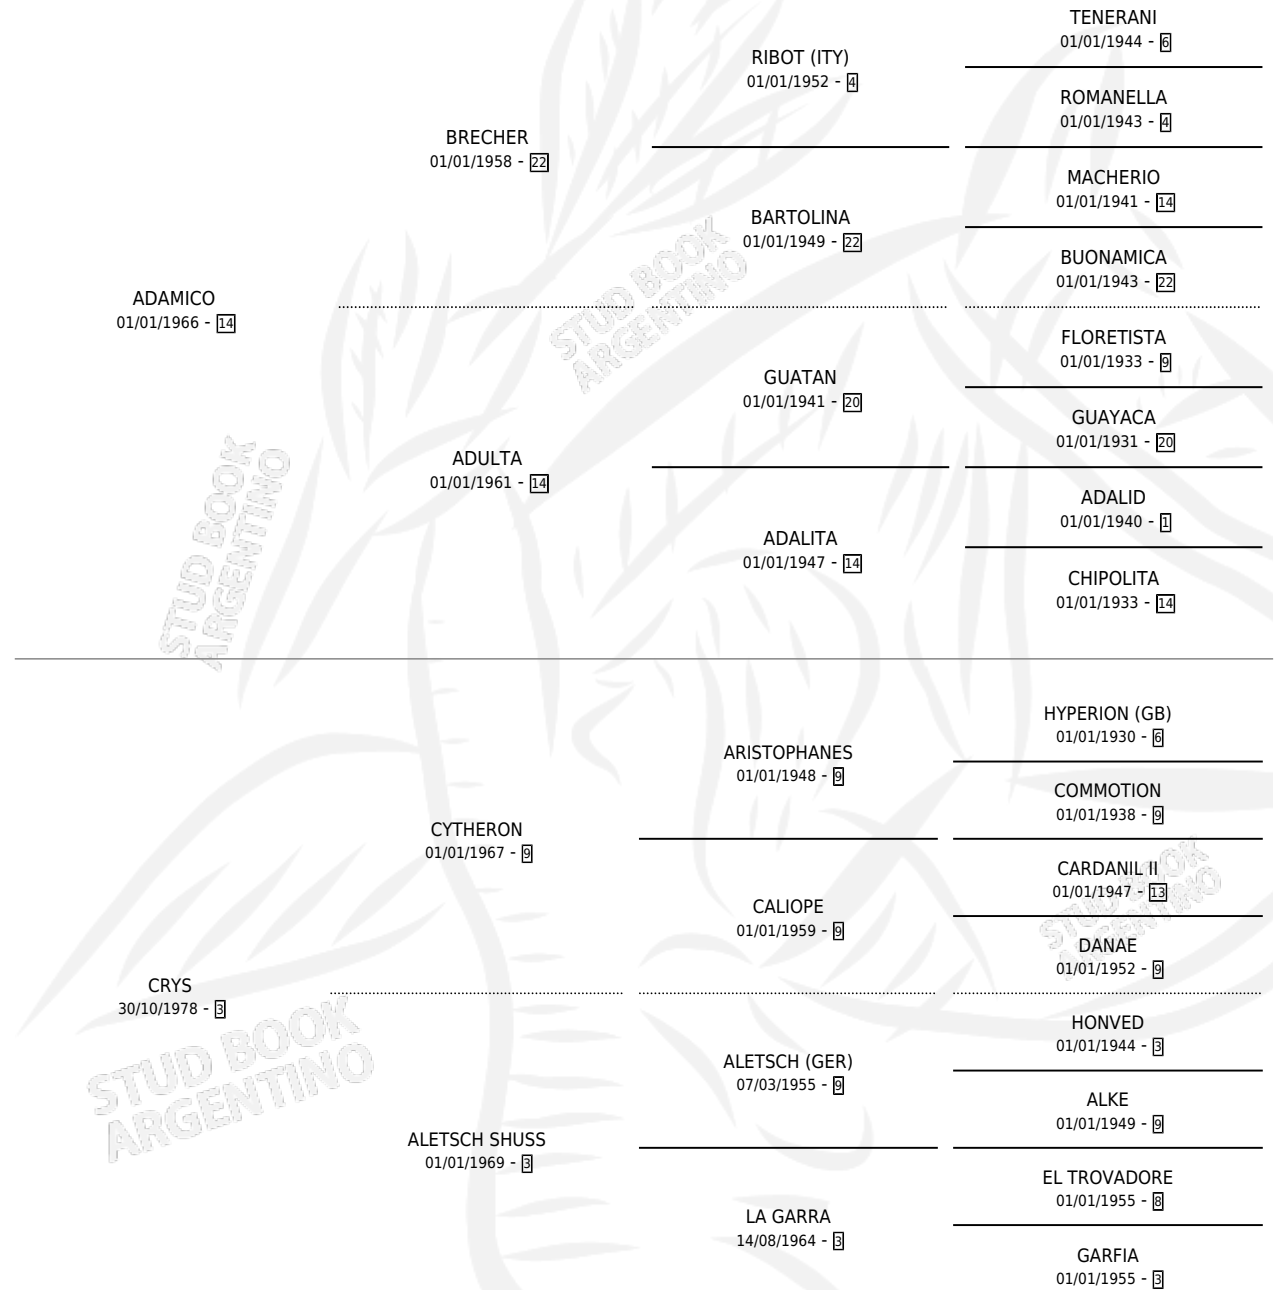 TENERANI
01/01/1944 - 6
RIBOT (ITY)
01/01/1952 - 4
ROMANELLA
01/01/1943 - 4
BRECHER
01/01/1958 - 22
MACHERIO
01/01/1941 - 14
BARTOLINA
01/01/1949 - 22
BUONAMICA
01/01/1943 - 22
ADAMICO
01/01/1966 - 14
FLORETISTA
01/01/1933 - 9
GUATAN
01/01/1941 - 20
GUAYACA
01/01/1931 - 20
ADULTA
01/01/1961 - 14
ADALID
01/01/1940 - 1
ADALITA
01/01/1947 - 14
CHIPOLITA
01/01/1933 - 14
HYPERION (GB)
01/01/1930 - 6
ARISTOPHANES
01/01/1948 - 9
COMMOTION
01/01/1938 - 9
CYTHERON
01/01/1967 - 9
CARDANIL II
01/01/1947 - 13
CALIOPE
01/01/1959 - 9
DANAE
01/01/1952 - 9
CRYS
30/10/1978 - 3
HONVED
01/01/1944 - 3
ALETSCH (GER)
07/03/1955 - 9
ALKE
01/01/1949 - 9
ALETSCH SHUSS
01/01/1969 - 3
EL TROVADORE
01/01/1955 - 8
LA GARRA
14/08/1964 - 3
GARFIA
01/01/1955 - 3
STUD BOOK
ARGENTINO
STUD BOOK
ARGENTINO
STUD BOOK
ARGENTINO
STUD BOOK
ARGENTINO